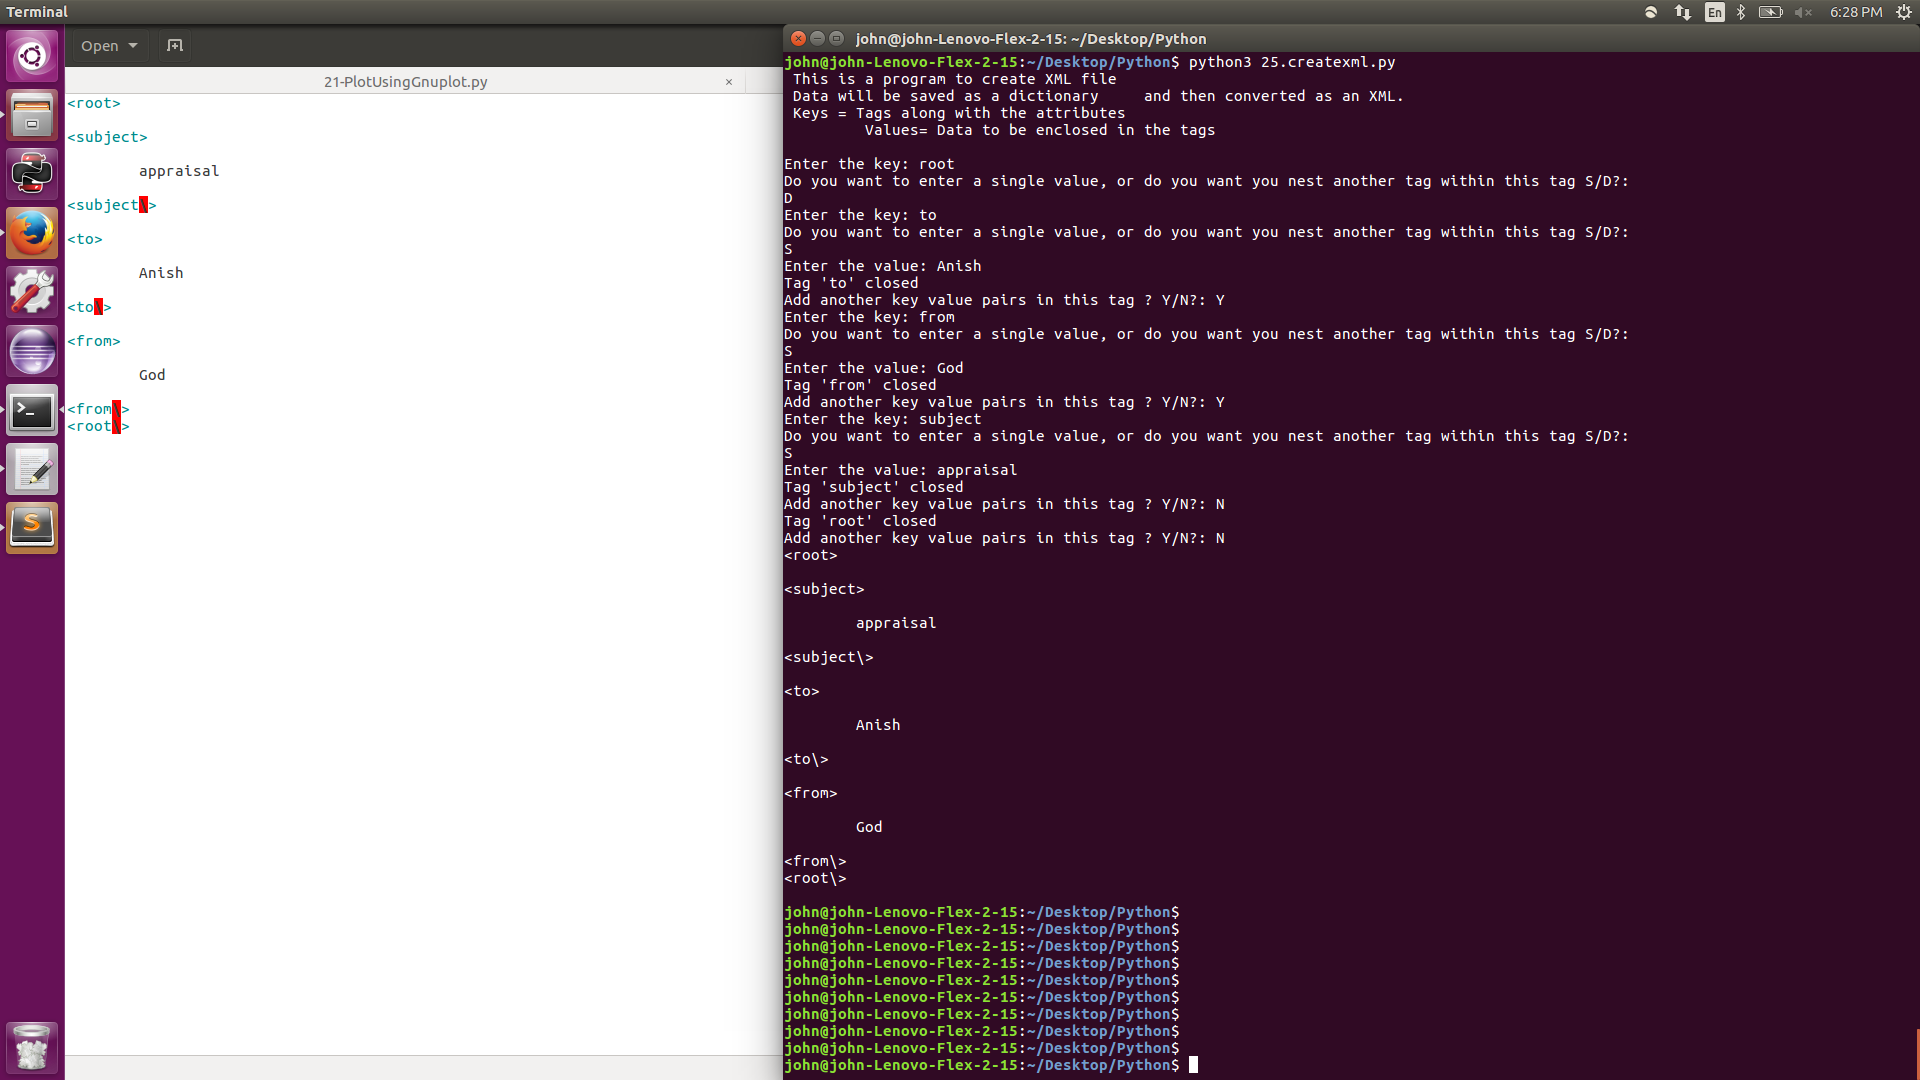 Terminal
En
6:28 PM
Open
21-PlotUsingGnuplot.py
<root>
<subject>
appraisal
<subject\>
<to>
Anish
<to\>
<from>
God
<from\>
<root\>
john@john-Lenovo-Flex-2-15: ~/Desktop/Python
john@john-Lenovo-Flex-2-15:~/Desktop/Python$ python3 25.createxml.py
This is a program to create XML file
Data will be saved as a dictionary     and then converted as an XML.
Keys = Tags along with the attributes
Values= Data to be enclosed in the tags
Enter the key: root
Do you want to enter a single value, or do you want you nest another tag within this tag S/D?:
D
Enter the key: to
Do you want to enter a single value, or do you want you nest another tag within this tag S/D?:
S
Enter the value: Anish
Tag 'to' closed
Add another key value pairs in this tag ? Y/N?: Y
Enter the key: from
Do you want to enter a single value, or do you want you nest another tag within this tag S/D?:
S
Enter the value: God
Tag 'from' closed
Add another key value pairs in this tag ? Y/N?: Y
Enter the key: subject
Do you want to enter a single value, or do you want you nest another tag within this tag S/D?:
S
Enter the value: appraisal
Tag 'subject' closed
Add another key value pairs in this tag ? Y/N?: N
Tag 'root' closed
Add another key value pairs in this tag ? Y/N?: N
<root>
<subject>
appraisal
<subject\>
<to>
Anish
<to\>
<from>
God
<from\>
<root\>
john@john-Lenovo-Flex-2-15:~/Desktop/Python$
john@john-Lenovo-Flex-2-15:~/Desktop/Python$
john@john-Lenovo-Flex-2-15:~/Desktop/Python$
john@john-Lenovo-Flex-2-15:~/Desktop/Python$
john@john-Lenovo-Flex-2-15:~/Desktop/Python$
john@john-Lenovo-Flex-2-15:~/Desktop/Python$
john@john-Lenovo-Flex-2-15:~/Desktop/Python$
john@john-Lenovo-Flex-2-15:~/Desktop/Python$
john@john-Lenovo-Flex-2-15:~/Desktop/Python$
john@john-Lenovo-Flex-2-15:~/Desktop/Python$